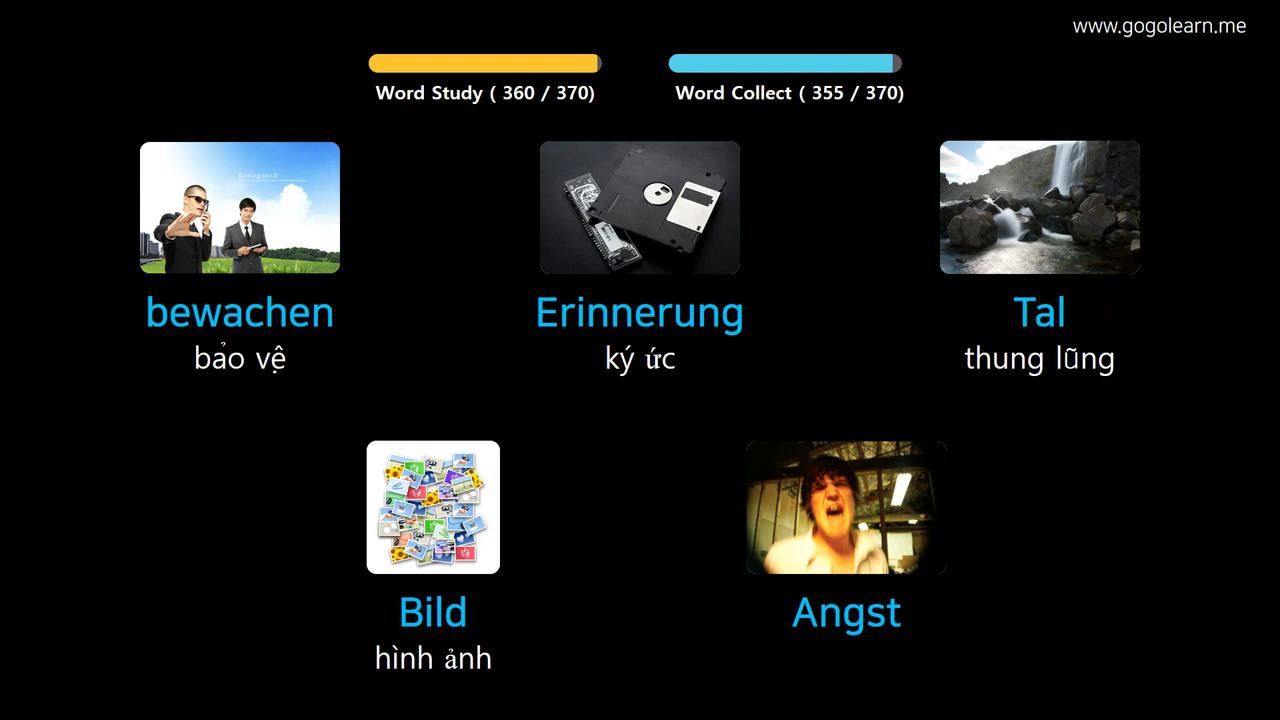 www.gogolearn.me
Word Study ( 360 / 370)
Word Collect ( 355 / 370)
Bodyguard
bewachen
bảo vệ
Erinnerung
ký ức
Tal
thung lũng
Bild
hình ảnh
Angst